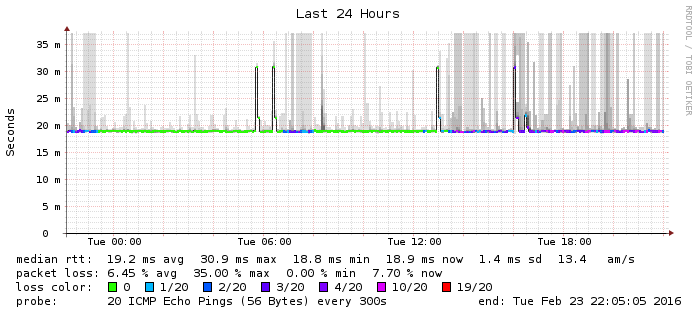 Last 24 Hours
RRDTOOL / TOBI OETIKER
Seconds
35 m
30 m
25 m
20 m
15 m
10 m
5 m
0
Tue 00:00 Tue 06:00 Tue 12:00 Tue 18:00
median rtt: 19.2 ms avg 30.9 ms max 18.8 ms min 18.9 ms now 1.4 ms sd 13.4 am/s
packet loss: 6.45 % avg 35.00 % max 0.00 % min 7.70 % now
loss color: 0 1/20 2/20 3/20 4/20 10/20 19/20
probe: 20 ICMP Echo Pings (56 Bytes) every 300s end: Tue Feb 23 22:05:05 2016